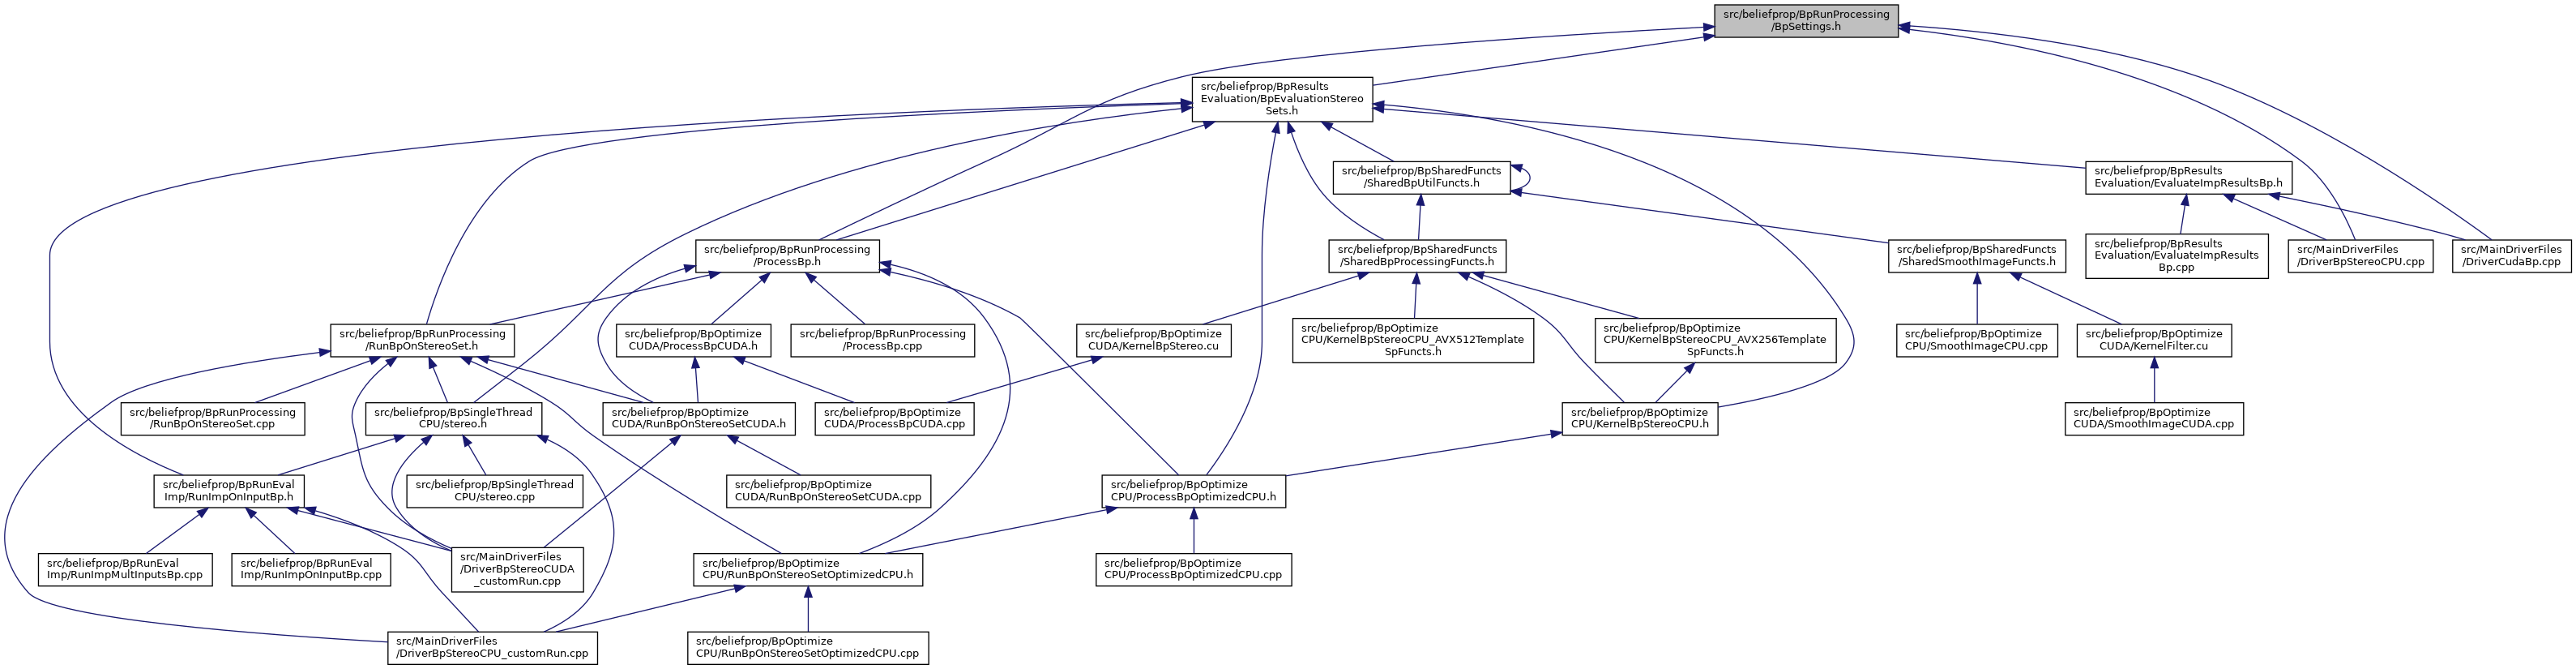 src/beliefprop/BpRunProcessing
/BpSettings.h
src/beliefprop/BpResults
Evaluation/BpEvaluationStereo
Sets.h
src/beliefprop/BpSharedFuncts
/SharedBpUtilFuncts.h
src/beliefprop/BpResults
Evaluation/EvaluateImpResultsBp.h
src/beliefprop/BpRunProcessing
/ProcessBp.h
src/beliefprop/BpSharedFuncts
/SharedBpProcessingFuncts.h
src/beliefprop/BpSharedFuncts
/SharedSmoothImageFuncts.h
src/beliefprop/BpResults
Evaluation/EvaluateImpResults
Bp.cpp
src/MainDriverFiles
/DriverBpStereoCPU.cpp
src/MainDriverFiles
/DriverCudaBp.cpp
src/beliefprop/BpRunProcessing
/RunBpOnStereoSet.h
src/beliefprop/BpOptimize
CUDA/ProcessBpCUDA.h
src/beliefprop/BpRunProcessing
/ProcessBp.cpp
src/beliefprop/BpOptimize
CUDA/KernelBpStereo.cu
src/beliefprop/BpOptimize
CPU/KernelBpStereoCPU_AVX512Template
SpFuncts.h
src/beliefprop/BpOptimize
CPU/KernelBpStereoCPU_AVX256Template
SpFuncts.h
src/beliefprop/BpOptimize
CPU/SmoothImageCPU.cpp
src/beliefprop/BpOptimize
CUDA/KernelFilter.cu
src/beliefprop/BpRunProcessing
/RunBpOnStereoSet.cpp
src/beliefprop/BpSingleThread
CPU/stereo.h
src/beliefprop/BpOptimize
CUDA/RunBpOnStereoSetCUDA.h
src/beliefprop/BpOptimize
CUDA/ProcessBpCUDA.cpp
src/beliefprop/BpOptimize
CPU/KernelBpStereoCPU.h
src/beliefprop/BpOptimize
CUDA/SmoothImageCUDA.cpp
src/beliefprop/BpRunEval
Imp/RunImpOnInputBp.h
src/beliefprop/BpSingleThread
CPU/stereo.cpp
src/beliefprop/BpOptimize
CUDA/RunBpOnStereoSetCUDA.cpp
src/beliefprop/BpOptimize
CPU/ProcessBpOptimizedCPU.h
src/beliefprop/BpRunEval
Imp/RunImpMultInputsBp.cpp
src/beliefprop/BpRunEval
Imp/RunImpOnInputBp.cpp
src/MainDriverFiles
/DriverBpStereoCUDA
_customRun.cpp
src/beliefprop/BpOptimize
CPU/RunBpOnStereoSetOptimizedCPU.h
src/beliefprop/BpOptimize
CPU/ProcessBpOptimizedCPU.cpp
src/MainDriverFiles
/DriverBpStereoCPU_customRun.cpp
src/beliefprop/BpOptimize
CPU/RunBpOnStereoSetOptimizedCPU.cpp